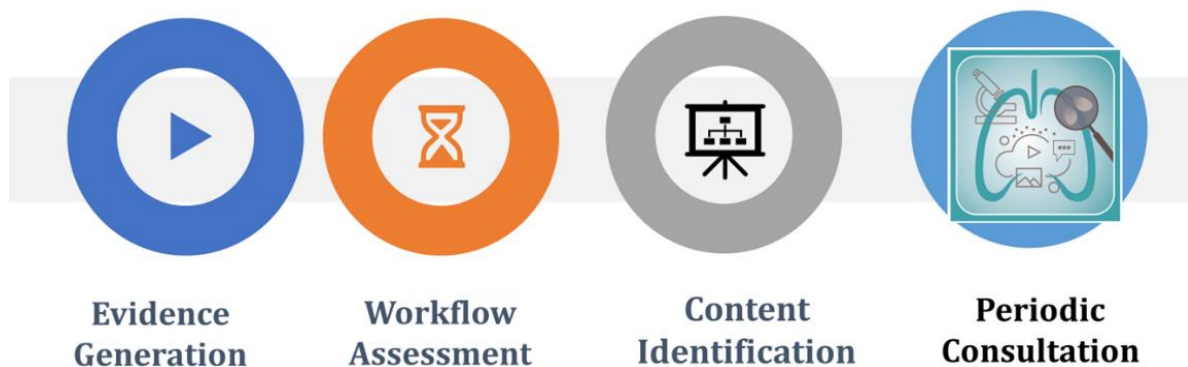 Evidence
Generation
Workflow
Assessment
Content
Identification
Periodic
Consultation